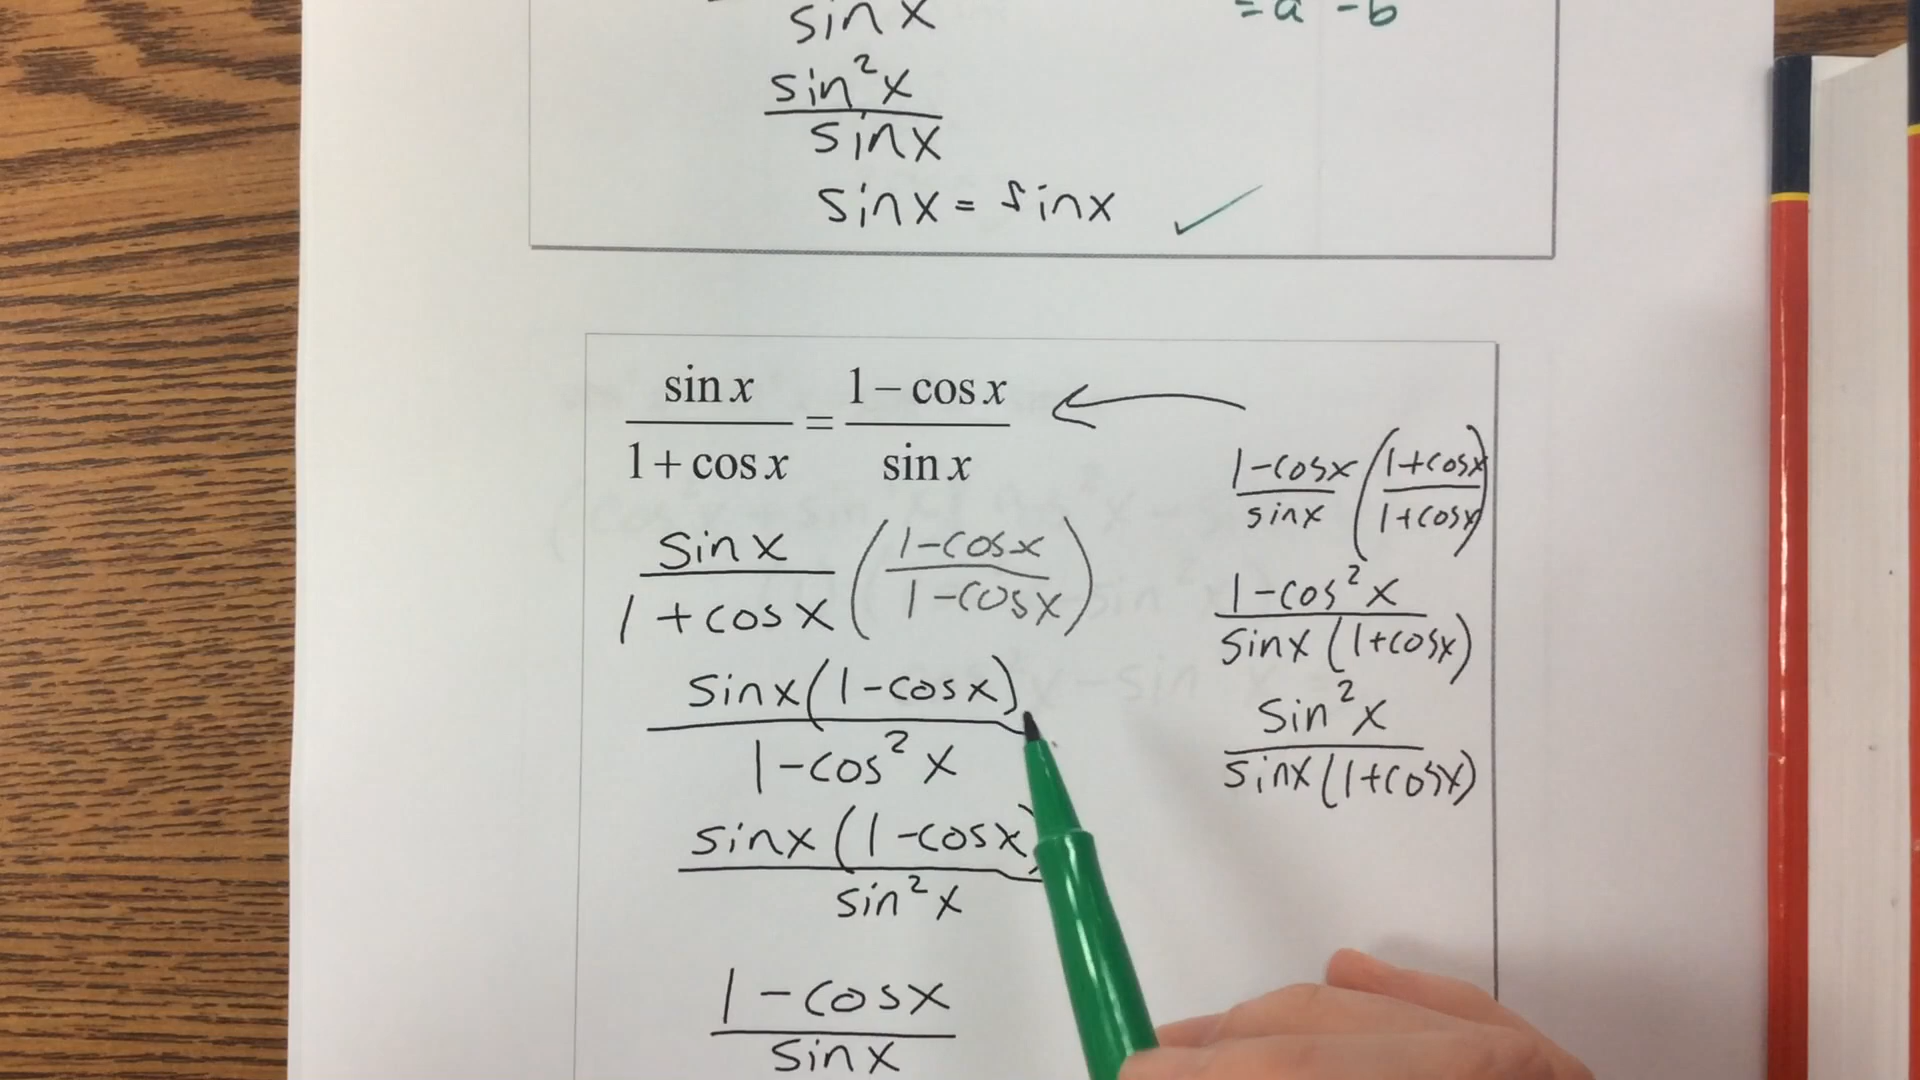 sin x
= a - b
sin²x
sinx
sinx = sinx ✓
sin x / 1 + cos x = 1 − cos x / sin x
sinx / 1 + cosx (1-cosx / 1-cosx)
sinx(1-cosx)
1-cos²x
sinx(1-cosx)
sin²x
1-cosx
sinx
1-cosx / sinx (1+cosx / 1+cosx)
1-cos²x
sinx(1+cosx)
sin²x
sinx(1+cosx)